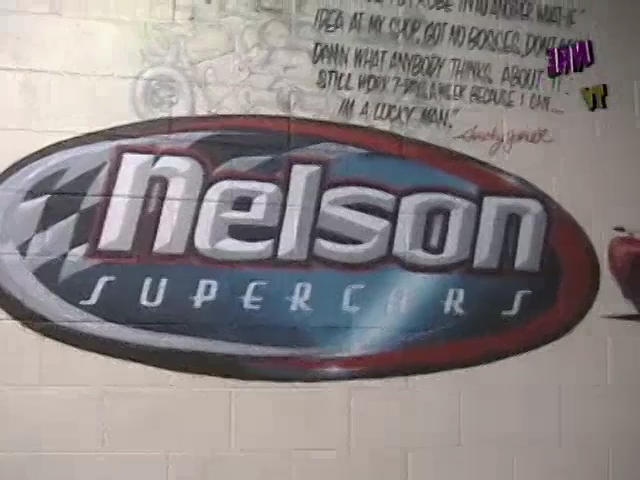 IDEA AT MY SHOP, GOT NO BOSSES, DON'T
DAMN WHAT ANYBODY THINKS ABOUT IT.
STILL WORK 7-DAYS A WEEK BECAUSE I CAN...
I'M A LUCKY MAN."
nelson
SUPERCARS